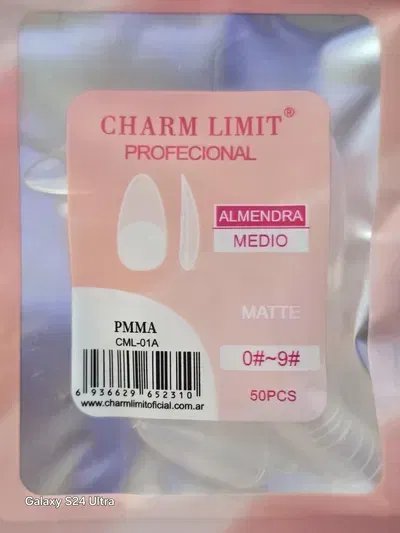 CHARM LIMIT®
PROFECIONAL
ALMENDRA
MEDIO
MATTE
PMMA
CML-01A
0#~9#
6 936629 652310
50PCS
www.charmlimitoficial.com.ar
Galaxy S24 Ultra